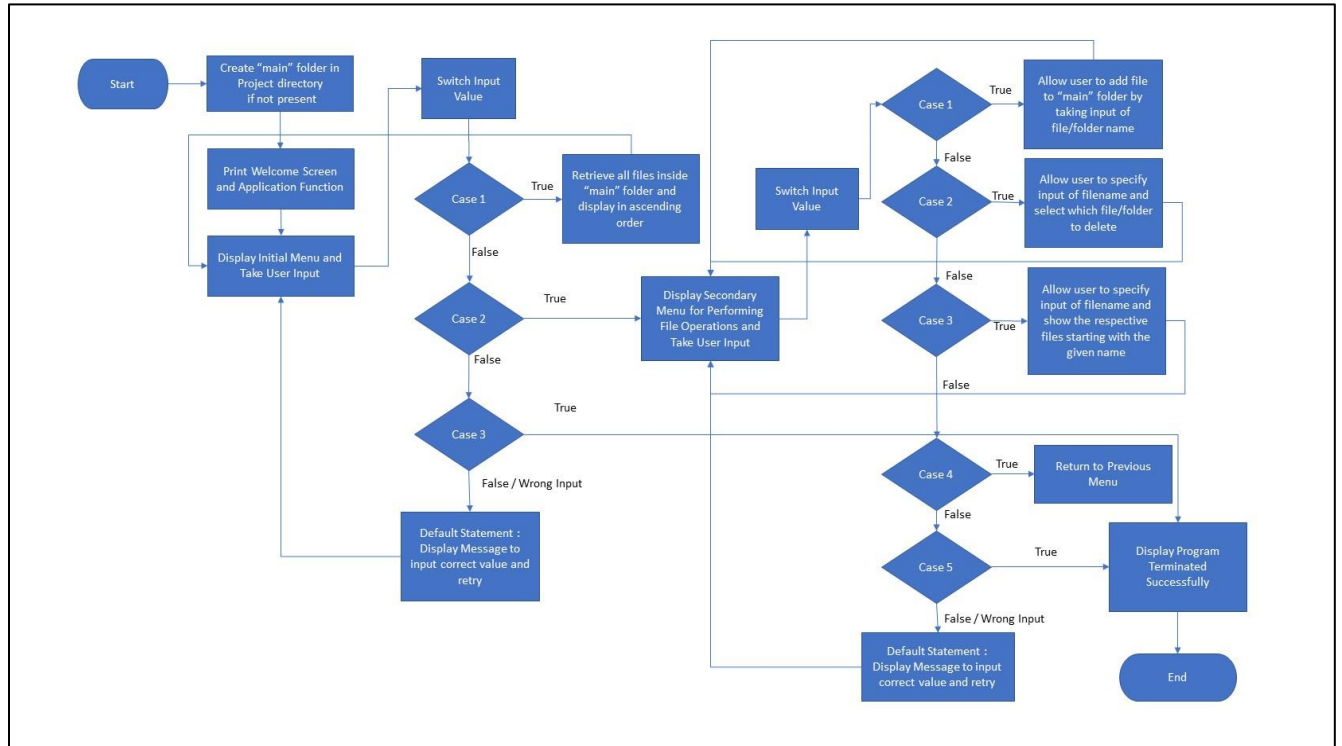 Start
Create “main” folder in
Project directory
if not present
Print Welcome Screen
and Application Function
Display Initial Menu and
Take User Input
Switch Input
Value
Case 1
True
Retrieve all files inside
“main” folder and
display in ascending
order
False
Case 2
True
False
Case 3
True
False / Wrong Input
Default Statement :
Display Message to
input correct value and
retry
Display Secondary
Menu for Performing
File Operations and
Take User Input
Switch Input
Value
Case 1
True
Allow user to add file
to “main” folder by
taking input of
file/folder name
False
Case 2
True
Allow user to specify
input of filename and
select which file/folder
to delete
False
Case 3
True
Allow user to specify
input of filename and
show the respective
files starting with the
given name
False
Case 4
True
Return to Previous
Menu
False
Case 5
True
Display Program
Terminated
Successfully
False / Wrong Input
Default Statement :
Display Message to input
correct value and retry
End